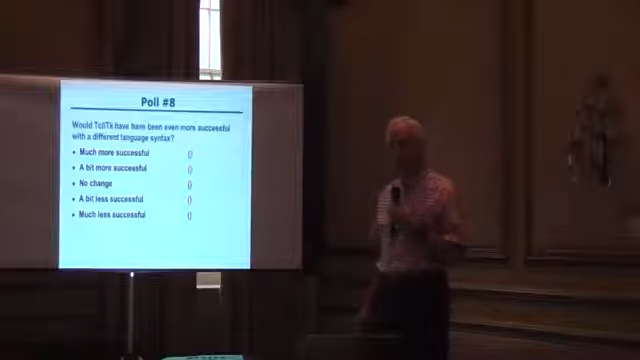 Poll #8
Would Tcl/Tk have have been even more successful
with a different language syntax?
• Much more successful ()
• A bit more successful ()
• No change ()
• A bit less successful ()
• Much less successful ()